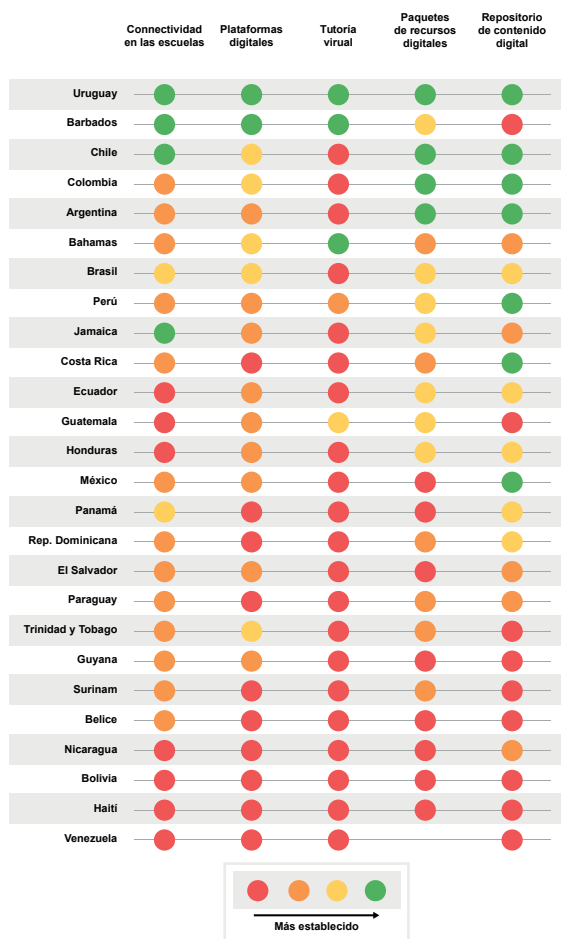 Connectividad
en las escuelas
Plataformas
digitales
Tutoría
virual
Paquetes
de recursos
digitales
Repositorio
de contenido
digital
Uruguay
Barbados
Chile
Colombia
Argentina
Bahamas
Brasil
Perú
Jamaica
Costa Rica
Ecuador
Guatemala
Honduras
México
Panamá
Rep. Dominicana
El Salvador
Paraguay
Trinidad y Tobago
Guyana
Surinam
Belice
Nicaragua
Bolivia
Haití
Venezuela
Más establecido